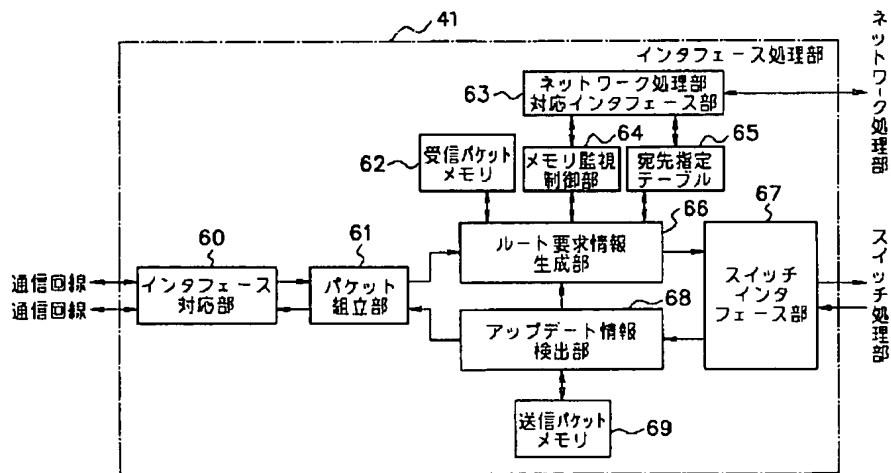 41
インタフェース処理部
ネットワーク処理部
63
ネットワーク処理部
対応インタフェース部
64
65
62
受信パケット
メモリ
メモリ監視
制御部
宛先指定
テーブル
66
67
60
61
ルート要求情報
生成部
通信回線
通信回線
インタフェース
対応部
パケット
組立部
スイッチ
インタ
フェース部
スイッチ処理部
68
アップデート情報
検出部
送信パケット
メモリ
69